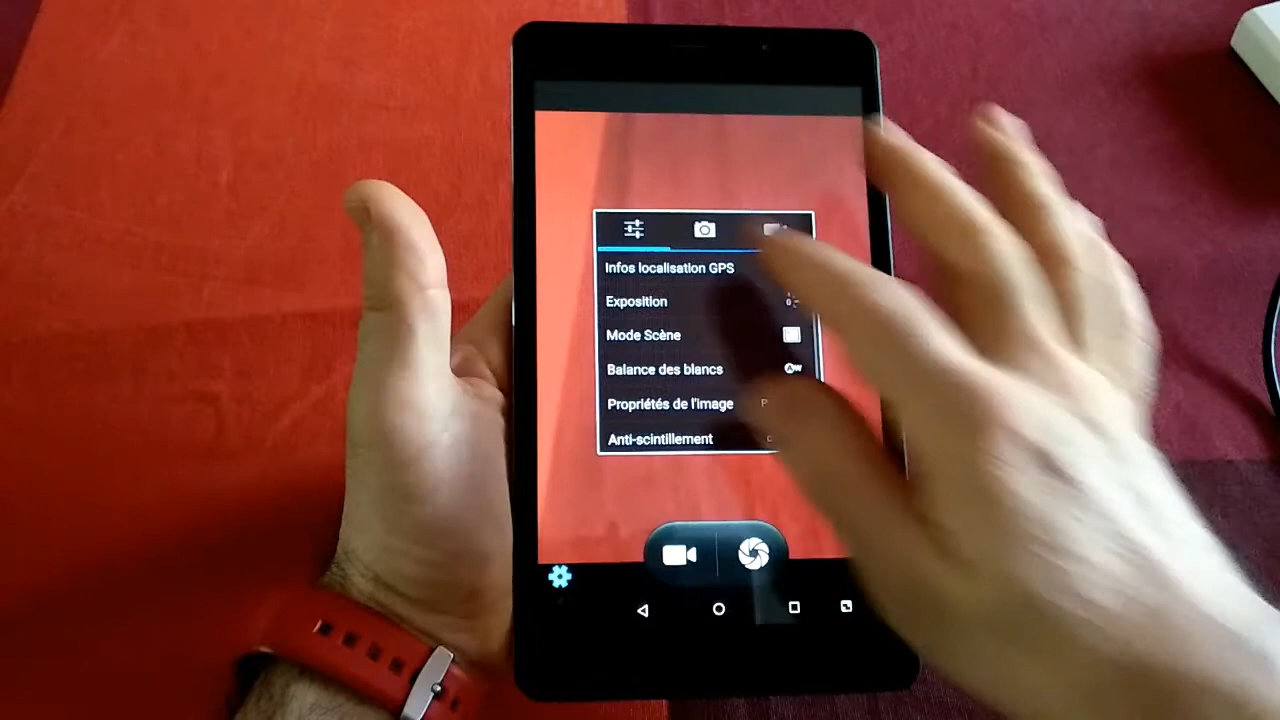 Infos localisation GPS
Exposition
Mode Scène
Balance des blancs
Propriétés de l'image
Anti-scintillement